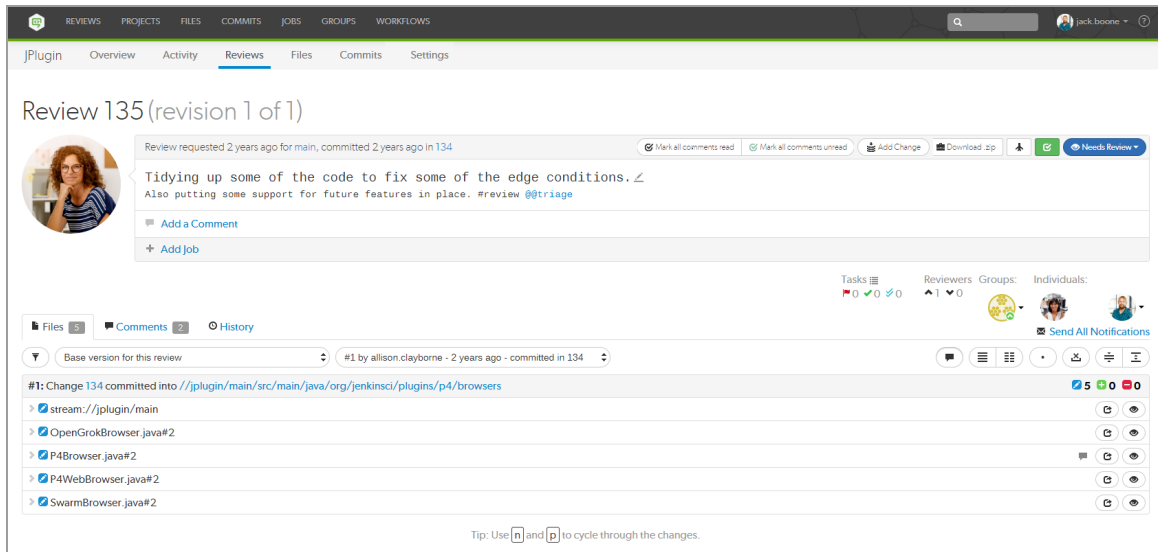 REVIEWS PROJECTS FILES COMMITS JOBS GROUPS WORKFLOWS jack.boone
JPlugin Overview Activity Reviews Files Commits Settings
Review 135 (revision 1 of 1)
Review requested 2 years ago for main, committed 2 years ago in 134 Mark all comments read Mark all comments unread Add Change Download .zip Needs Review
Tidying up some of the code to fix some of the edge conditions.
Also putting some support for future features in place. #review @@triage
Add a Comment
Add Job
Tasks Reviewers Groups: Individuals:
0 0 0 1 0
Send All Notifications
Files 5 Comments 2 History
Base version for this review #1 by allison.clayborne - 2 years ago - committed in 134
#1: Change 134 committed into //jplugin/main/src/main/java/org/jenkinsci/plugins/p4/browsers 5 0 0
stream://jplugin/main
OpenGrokBrowser.java#2
P4Browser.java#2
P4WebBrowser.java#2
SwarmBrowser.java#2
Tip: Use n and p to cycle through the changes.